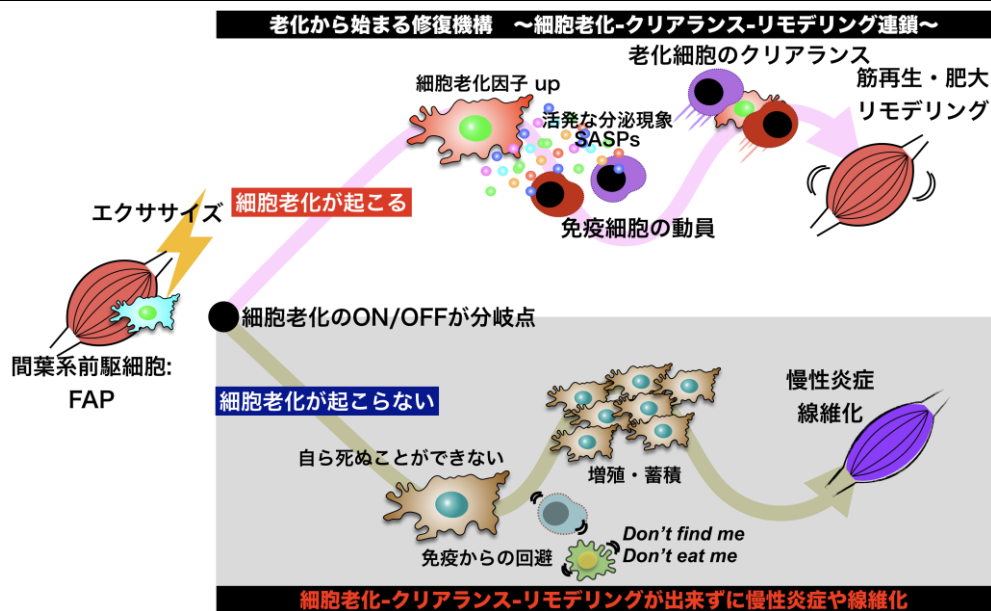 老化から始まる修復機構　〜細胞老化-クリアランス-リモデリング連鎖〜
細胞老化因子 up
活発な分泌現象
SASPs
免疫細胞の動員
老化細胞のクリアランス
筋再生・肥大
リモデリング
エクササイズ
細胞老化が起こる
間葉系前駆細胞:
FAP
細胞老化のON/OFFが分岐点
細胞老化が起こらない
自ら死ぬことができない
増殖・蓄積
免疫からの回避
Don't find me
Don't eat me
慢性炎症
線維化
細胞老化-クリアランス-リモデリングが出来ずに慢性炎症や線維化